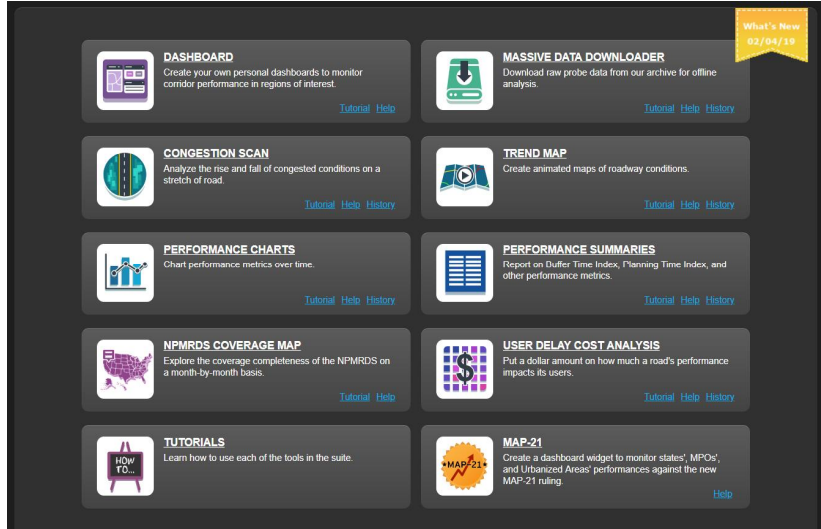 What's New
02/04/19
DASHBOARD
Create your own personal dashboards to monitor
corridor performance in regions of interest.
Tutorial Help
MASSIVE DATA DOWNLOADER
Download raw probe data from our archive for offline
analysis.
Tutorial Help History
CONGESTION SCAN
Analyze the rise and fall of congested conditions on a
stretch of road.
Tutorial Help History
TREND MAP
Create animated maps of roadway conditions.
Tutorial Help History
PERFORMANCE CHARTS
Chart performance metrics over time.
Tutorial Help History
PERFORMANCE SUMMARIES
Report on Buffer Time Index, Planning Time Index, and
other performance metrics.
Tutorial Help History
NPMRDS COVERAGE MAP
Explore the coverage completeness of the NPMRDS on
a month-by-month basis.
Tutorial Help
USER DELAY COST ANALYSIS
Put a dollar amount on how much a road's performance
impacts its users.
Tutorial Help History
HOW
TO...
TUTORIALS
Learn how to use each of the tools in the suite.
MAP-21
MAP-21
Create a dashboard widget to monitor states', MPOs',
and Urbanized Areas' performances against the new
MAP-21 ruling.
Help